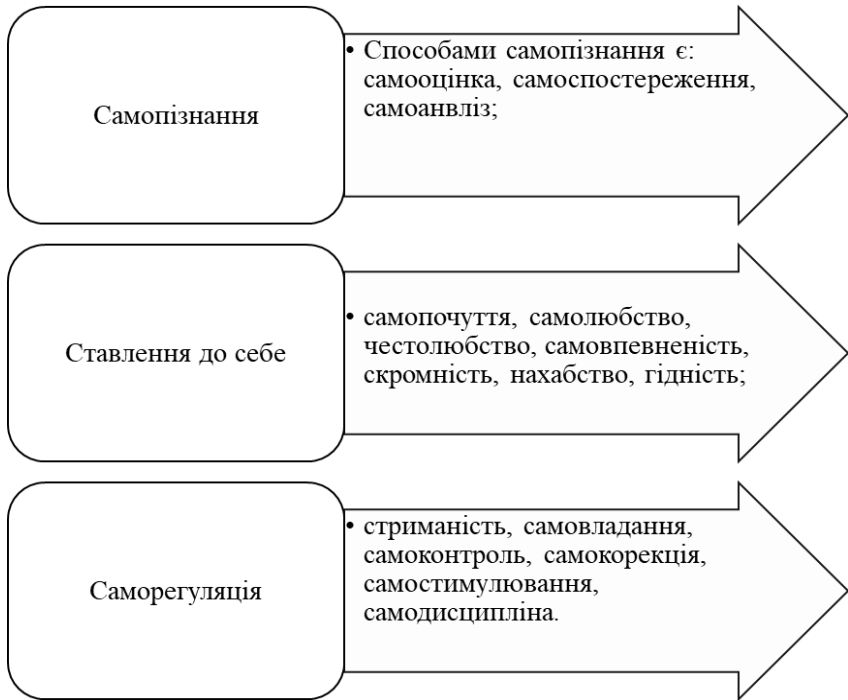 Самопізнання
• Способами самопізнання є:
самооцінка, самоспостереження,
самоанвліз;
Ставлення до себе
• самопочуття, самолюбство,
честолюбство, самовпевненість,
скромність, нахабство, гідність;
Саморегуляція
• стриманість, самовладання,
самоконтроль, самокорекція,
самостимулювання,
самодисципліна.